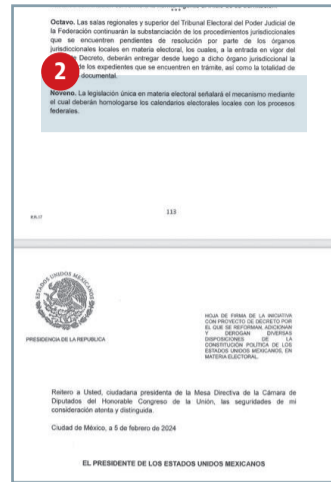 Octavo. Las salas regionales y superior del Tribunal Electoral del Poder Judicial de
la Federación continuarán la substanciación de los procedimientos jurisdiccionales
que se encuentren pendientes de resolución por parte de los órganos
jurisdiccionales locales en materia electoral, los cuales, a la entrada en vigor del
Decreto, deberán entregar desde luego a dicho órgano jurisdiccional la
de los expedientes que se encuentren en trámite, así como la totalidad de
documental.
2
Noveno. La legislación única en materia electoral señalará el mecanismo mediante
el cual deberán homologarse los calendarios electorales locales con los procesos
federales.
113
ESTADOS UNIDOS MEXICANOS
PRESIDENCIA DE LA REPÚBLICA
HOJA DE FIRMA DE LA INICIATIVA
CON PROYECTO DE DECRETO POR
EL QUE SE REFORMAN, ADICIONAN
Y DEROGAN DIVERSAS
DISPOSICIONES DE LA
CONSTITUCIÓN POLÍTICA DE LOS
ESTADOS UNIDOS MEXICANOS, EN
MATERIA ELECTORAL.
Reitero a Usted, ciudadana presidenta de la Mesa Directiva de la Cámara de
Diputados del Honorable Congreso de la Unión, las seguridades de mi
consideración atenta y distinguida.
Ciudad de México, a 5 de febrero de 2024
EL PRESIDENTE DE LOS ESTADOS UNIDOS MEXICANOS